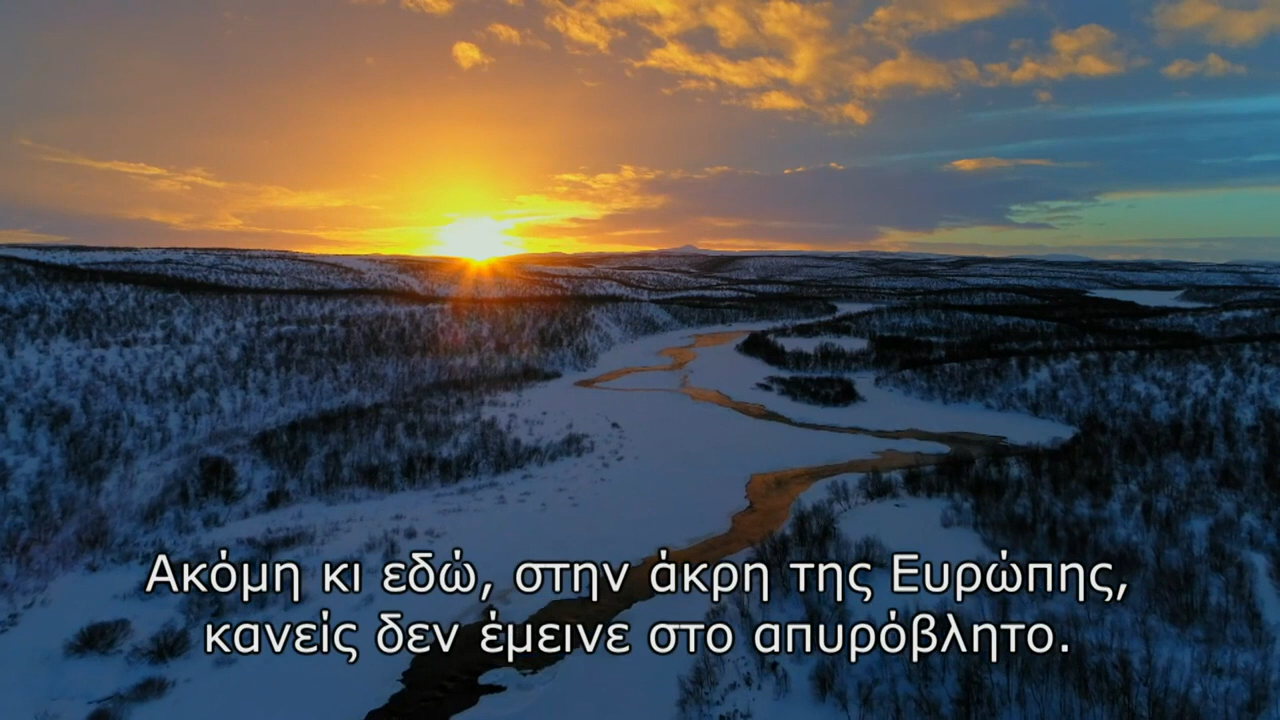 Ακόμη κι εδώ, στην άκρη της Ευρώπης,
κανείς δεν έμεινε στο απυρόβλητο.